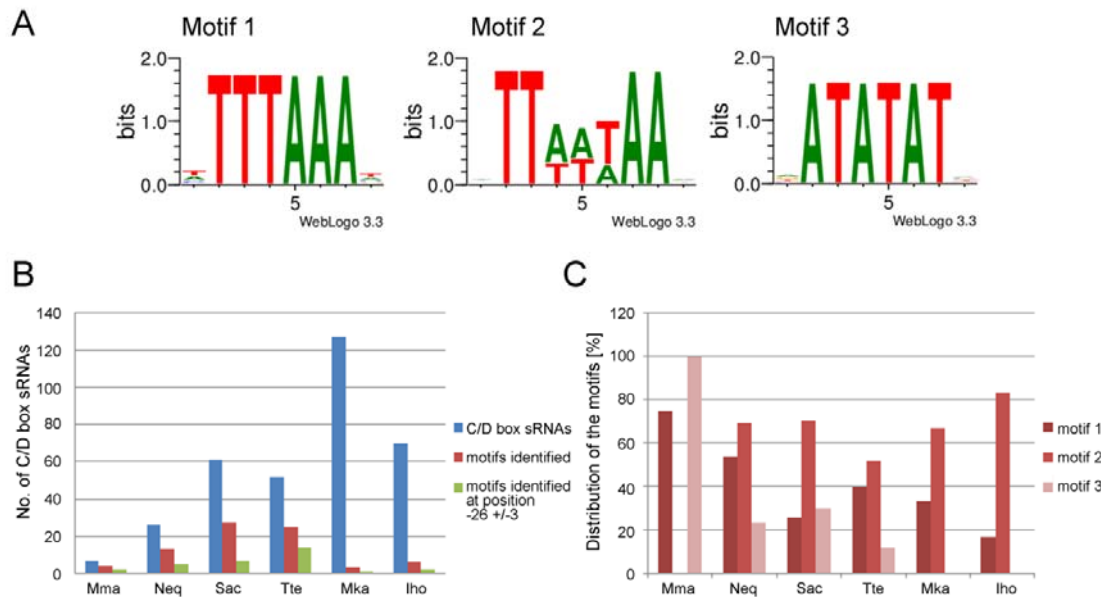 A
Motif 1
Motif 2
Motif 3
bits
2.0
1.0
0.0
TTTAAA
5
WebLogo 3.3
bits
2.0
1.0
0.0
TTAATAA
TTA
5
WebLogo 3.3
bits
2.0
1.0
0.0
ATATAT
5
WebLogo 3.3
B
No. of C/D box sRNAs
140
120
100
80
60
40
20
0
Mma Neq Sac Tte Mka Iho
C/D box sRNAs
motifs identified
motifs identified
at position
-26 +/-3
C
Distribution of the motifs [%]
120
100
80
60
40
20
0
Mma Neq Sac Tte Mka Iho
motif 1
motif 2
motif 3